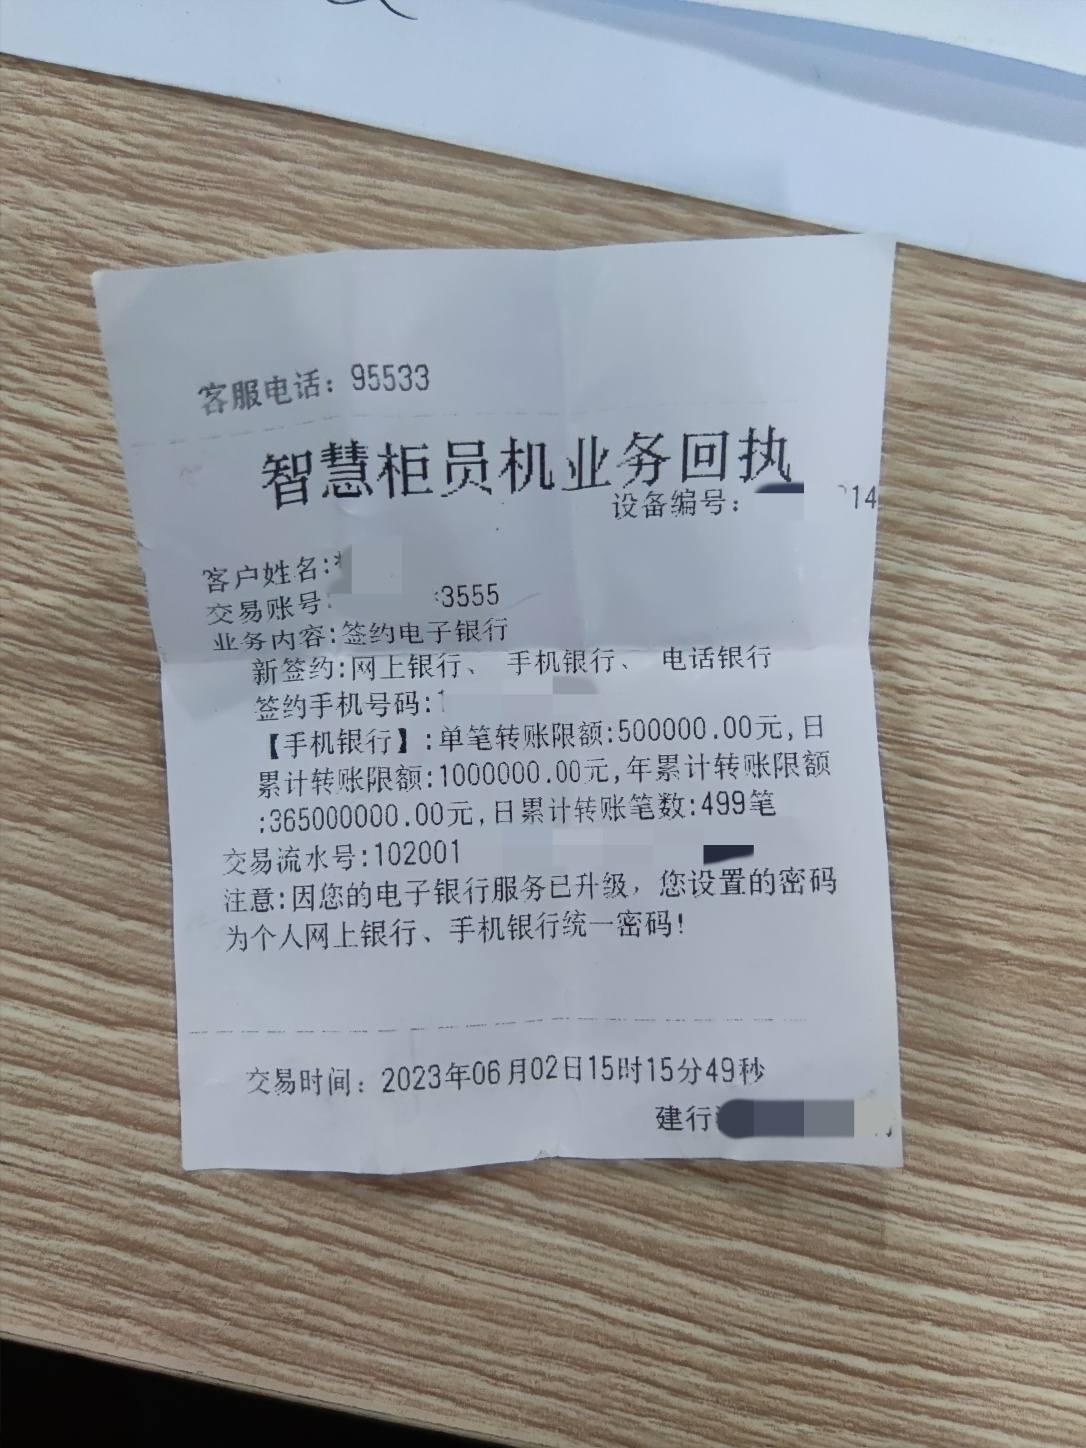 客服电话：95533
智慧柜员机业务回执
设备编号：14
客户姓名:
交易账号:3555
业务内容:签约电子银行
新签约:网上银行、 手机银行、 电话银行
签约手机号码:1
【手机银行】:单笔转账限额:500000.00元,日
累计转账限额:1000000.00元,年累计转账限额
:365000000.00元,日累计转账笔数:499笔
交易流水号:102001
注意:因您的电子银行服务已升级，您设置的密码
为个人网上银行、手机银行统一密码!
交易时间：2023年06月02日15时15分49秒
建行